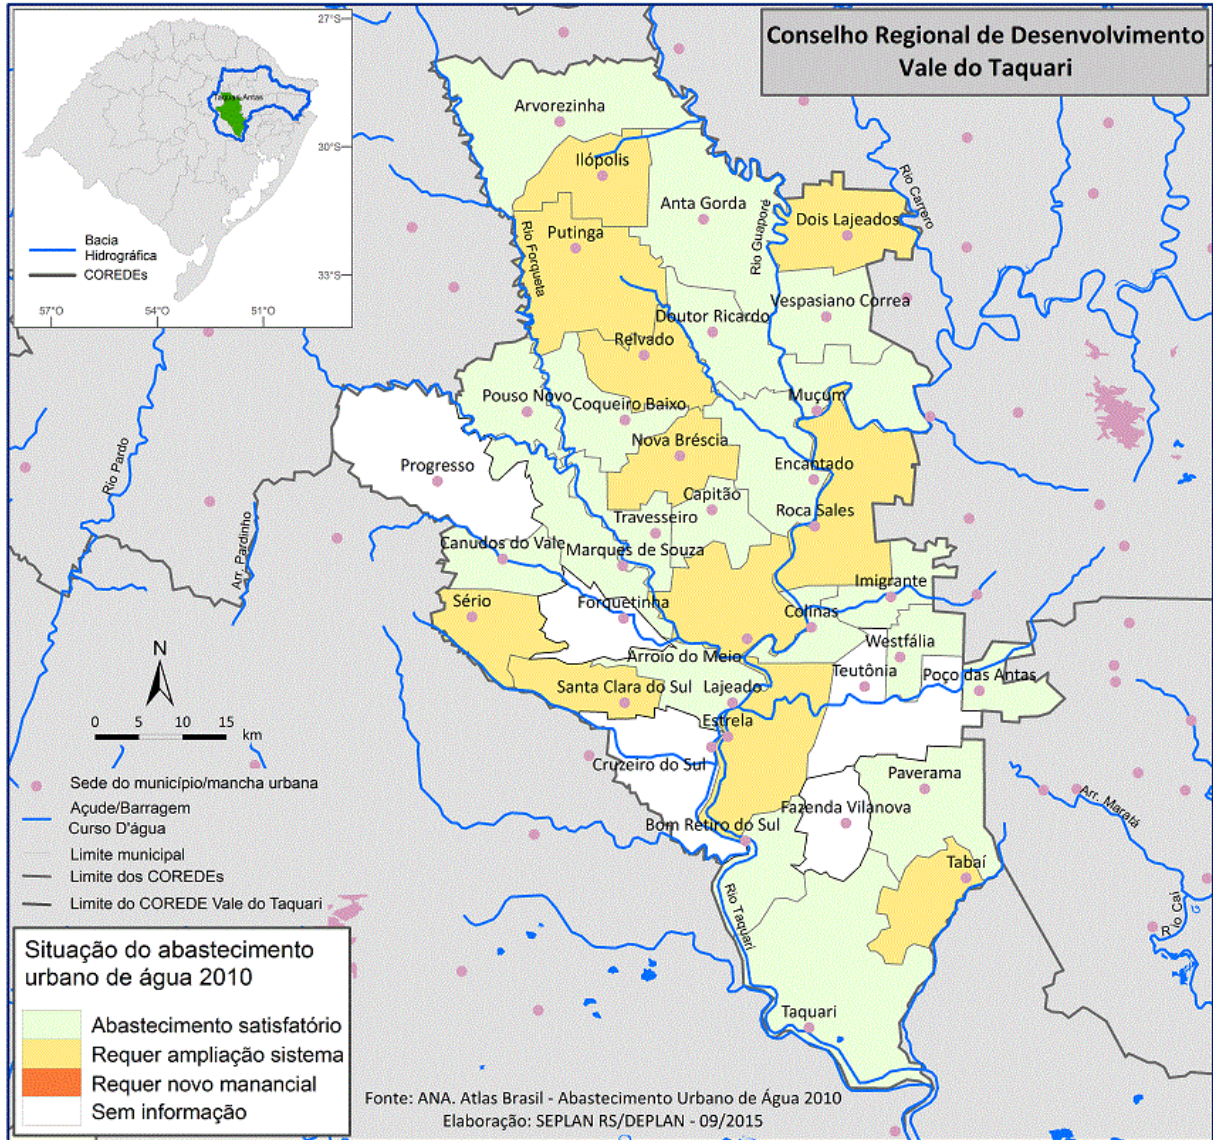 Conselho Regional de Desenvolvimento
Vale do Taquari
27°S
30°S
33°S
57°O
54°O
51°O
Taquari-Antas
Bacia
Hidrográfica
COREDEs
Arvorezinha
Ilópolis
Anta Gorda
Dois Lajeados
Putinga
Rio Carrero
Rio Guaporé
Rio Forqueta
Vespasiano Correa
Doutor Ricardo
Relvado
Pouso Novo
Coqueiro Baixo
Muçum
Nova Bréscia
Encantado
Progresso
Capitão
Roca Sales
Travesseiro
Rio Pardo
Arr. Pardinho
Canudos do Vale
Marques de Souza
Imigrante
Sério
Forquetinha
Colinas
Westfália
Arroio do Meio
Teutônia
Poço das Antas
Santa Clara do Sul
Lajeado
Estrela
Cruzeiro do Sul
Paverama
Fazenda Vilanova
Bom Retiro do Sul
Tabaí
Arr. Maratá
Rio Caí
Rio Taquari
Taquari
N
0 5 10 15
km
Sede do município/mancha urbana
Açude/Barragem
Curso D'água
Limite municipal
Limite dos COREDEs
Limite do COREDE Vale do Taquari
Situação do abastecimento
urbano de água 2010
Abastecimento satisfatório
Requer ampliação sistema
Requer novo manancial
Sem informação
Fonte: ANA. Atlas Brasil - Abastecimento Urbano de Água 2010
Elaboração: SEPLAN RS/DEPLAN - 09/2015